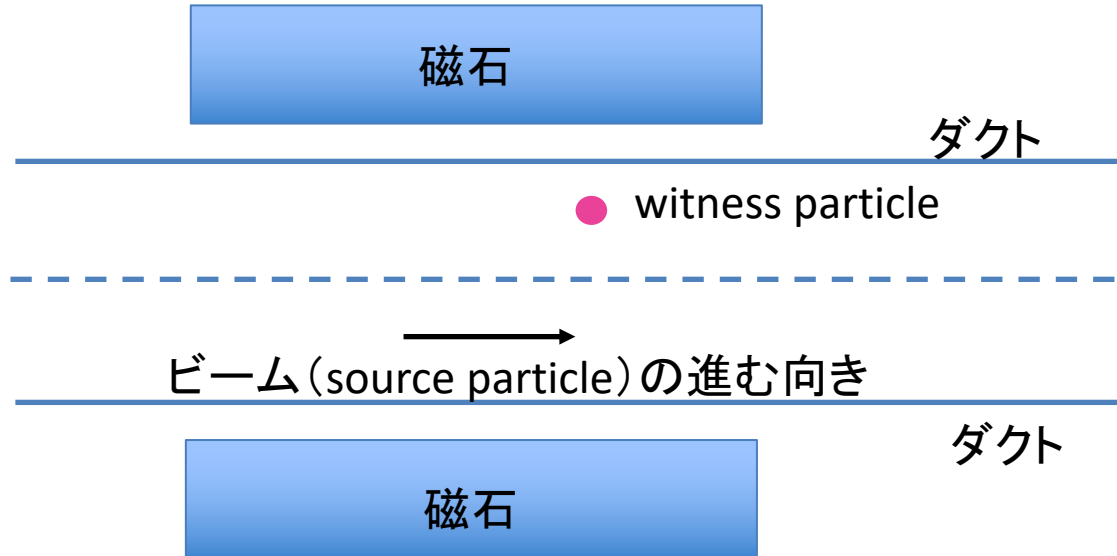 磁石
ダクト
witness particle
ビーム（source particle）の進む向き
ダクト
磁石